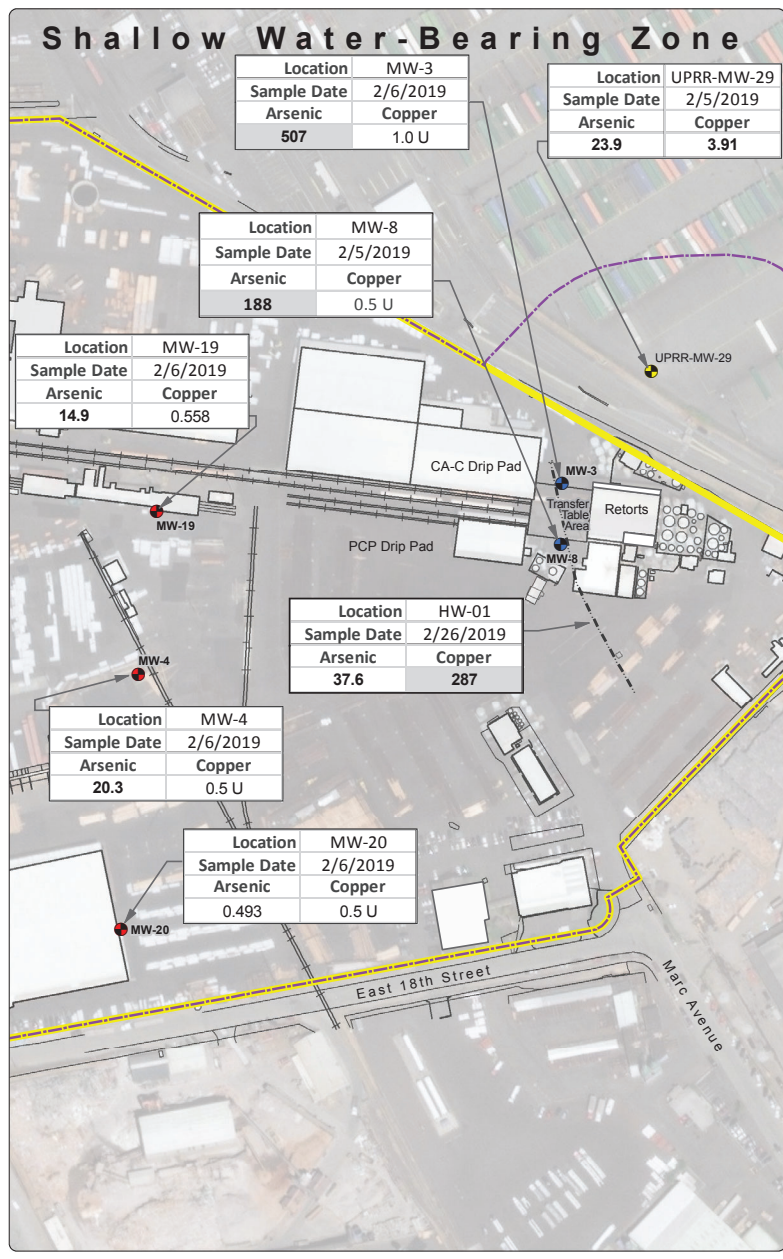 Shallow Water-Bearing Zone
Location MW-3
Sample Date 2/6/2019
Arsenic Copper
507 1.0 U
Location UPRR-MW-29
Sample Date 2/5/2019
Arsenic Copper
23.9 3.91
Location MW-8
Sample Date 2/5/2019
Arsenic Copper
188 0.5 U
Location MW-19
Sample Date 2/6/2019
Arsenic Copper
14.9 0.558
UPRR-MW-29
CA-C Drip Pad
MW-3
Transfer
Table
Area
Retorts
MW-19
PCP Drip Pad
MW-8
Location HW-01
Sample Date 2/26/2019
Arsenic Copper
37.6 287
MW-4
Location MW-4
Sample Date 2/6/2019
Arsenic Copper
20.3 0.5 U
Location MW-20
Sample Date 2/6/2019
Arsenic Copper
0.493 0.5 U
MW-20
East 18th Street
Marc Avenue